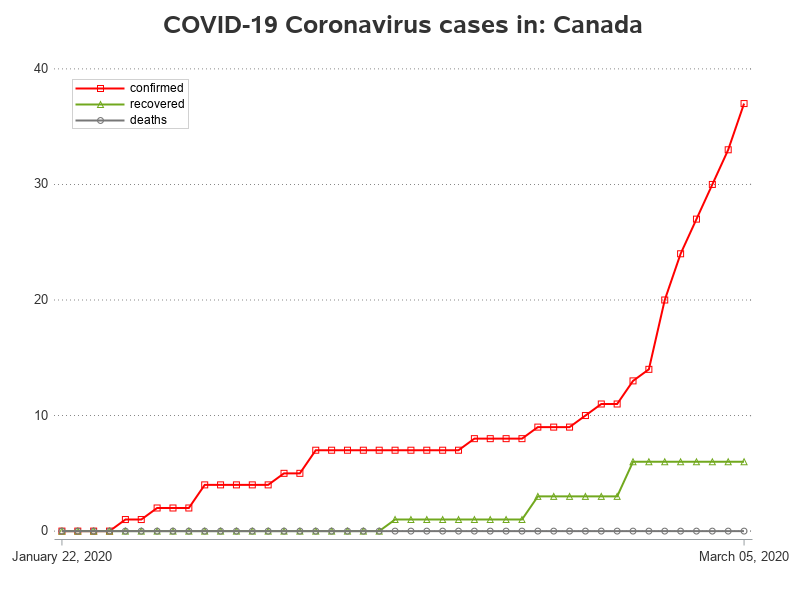 COVID-19 Coronavirus cases in: Canada
40
confirmed
recovered
deaths
30
20
10
0
January 22, 2020
March 05, 2020